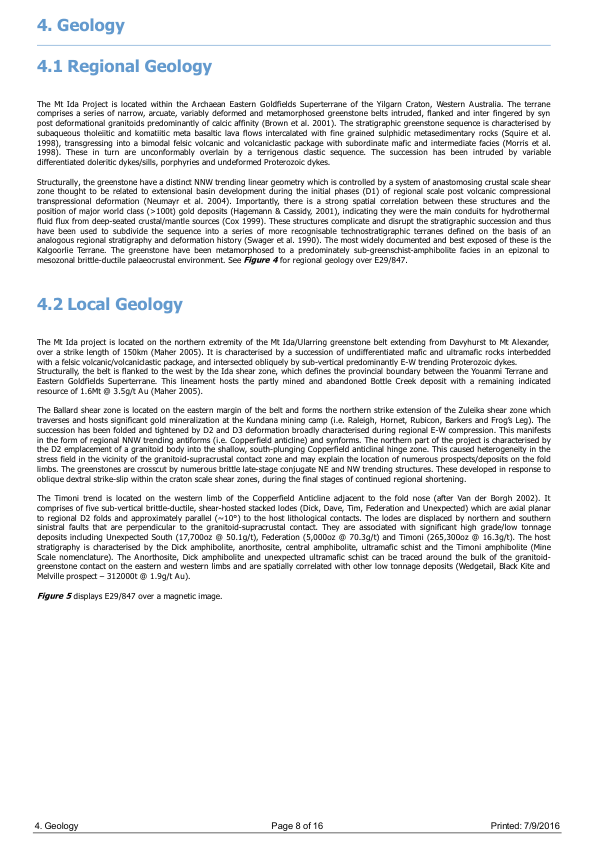 4. Geology
4.1 Regional Geology
The Mt Ida Project is located within the Archaean Eastern Goldfields Superterrane of the Yilgarn Craton, Western Australia. The terrane
comprises a series of narrow, arcuate, variably deformed and metamorphosed greenstone belts intruded, flanked and inter fingered by syn
post deformational granitoids predominantly of calcic affinity (Brown et al. 2001). The stratigraphic greenstone sequence is characterised by
subaqueous tholeiitic and komatiitic meta basaltic lava flows intercalated with fine grained sulphidic metasedimentary rocks (Squire et al.
1998), transgressing into a bimodal felsic volcanic and volcaniclastic package with subordinate mafic and intermediate facies (Morris et al.
1998). These in turn are unconformably overlain by a terrigenous clastic sequence. The succession has been intruded by variable
differentiated doleritic dykes/sills, porphyries and undeformed Proterozoic dykes.
Structurally, the greenstone have a distinct NNW trending linear geometry which is controlled by a system of anastomosing crustal scale shear
zone thought to be related to extensional basin development during the initial phases (D1) of regional scale post volcanic compressional
transpressional deformation (Neumayr et al. 2004). Importantly, there is a strong spatial correlation between these structures and the
position of major world class (>100t) gold deposits (Hagemann & Cassidy, 2001), indicating they were the main conduits for hydrothermal
fluid flux from deep-seated crustal/mantle sources (Cox 1999). These structures complicate and disrupt the stratigraphic succession and thus
have been used to subdivide the sequence into a series of more recognisable technostratigraphic terranes defined on the basis of an
analogous regional stratigraphy and deformation history (Swager et al. 1990). The most widely documented and best exposed of these is the
Kalgoorlie Terrane. The greenstone have been metamorphosed to a predominately sub-greenschist-amphibolite facies in an epizonal to
mesozonal brittle-ductile palaeocrustal environment. See Figure 4 for regional geology over E29/847.
4.2 Local Geology
The Mt Ida project is located on the northern extremity of the Mt Ida/Ularring greenstone belt extending from Davyhurst to Mt Alexander,
over a strike length of 150km (Maher 2005). It is characterised by a succession of undifferentiated mafic and ultramafic rocks interbedded
with a felsic volcanic/volcaniclastic package, and intersected obliquely by sub-vertical predominantly E-W trending Proterozoic dykes.
Structurally, the belt is flanked to the west by the Ida shear zone, which defines the provincial boundary between the Youanmi Terrane and
Eastern Goldfields Superterrane. This lineament hosts the partly mined and abandoned Bottle Creek deposit with a remaining indicated
resource of 1.6Mt @ 3.5g/t Au (Maher 2005).
The Ballard shear zone is located on the eastern margin of the belt and forms the northern strike extension of the Zuleika shear zone which
traverses and hosts significant gold mineralization at the Kundana mining camp (i.e. Raleigh, Hornet, Rubicon, Barkers and Frog's Leg). The
succession has been folded and tightened by D2 and D3 deformation broadly characterised during regional E-W compression. This manifests
in the form of regional NNW trending antiforms (i.e. Copperfield anticline) and synforms. The northern part of the project is characterised by
the D2 emplacement of a granitoid body into the shallow, south-plunging Copperfield anticlinal hinge zone. This caused heterogeneity in the
stress field in the vicinity of the granitoid-supracrustal contact zone and may explain the location of numerous prospects/deposits on the fold
limbs. The greenstones are crosscut by numerous brittle late-stage conjugate NE and NW trending structures. These developed in response to
oblique dextral strike-slip within the craton scale shear zones, during the final stages of continued regional shortening.
The Timoni trend is located on the western limb of the Copperfield Anticline adjacent to the fold nose (after Van der Borgh 2002). It
comprises of five sub-vertical brittle-ductile, shear-hosted stacked lodes (Dick, Dave, Tim, Federation and Unexpected) which are axial planar
to regional D2 folds and approximately parallel (~10°) to the host lithological contacts. The lodes are displaced by northern and southern
sinistral faults that are perpendicular to the granitoid-supracrustal contact. They are associated with significant high grade/low tonnage
deposits including Unexpected South (17,700oz @ 50.1g/t), Federation (5,000oz @ 70.3g/t) and Timoni (265,300oz @ 16.3g/t). The host
stratigraphy is characterised by the Dick amphibolite, anorthosite, central amphibolite, ultramafic schist and the Timoni amphibolite (Mine
Scale nomenclature). The Anorthosite, Dick amphibolite and unexpected ultramafic schist can be traced around the bulk of the granitoid-
greenstone contact on the eastern and western limbs and are spatially correlated with other low tonnage deposits (Wedgetail, Black Kite and
Melville prospect – 312000t @ 1.9g/t Au).
Figure 5 displays E29/847 over a magnetic image.
4. Geology Page 8 of 16 Printed: 7/9/2016